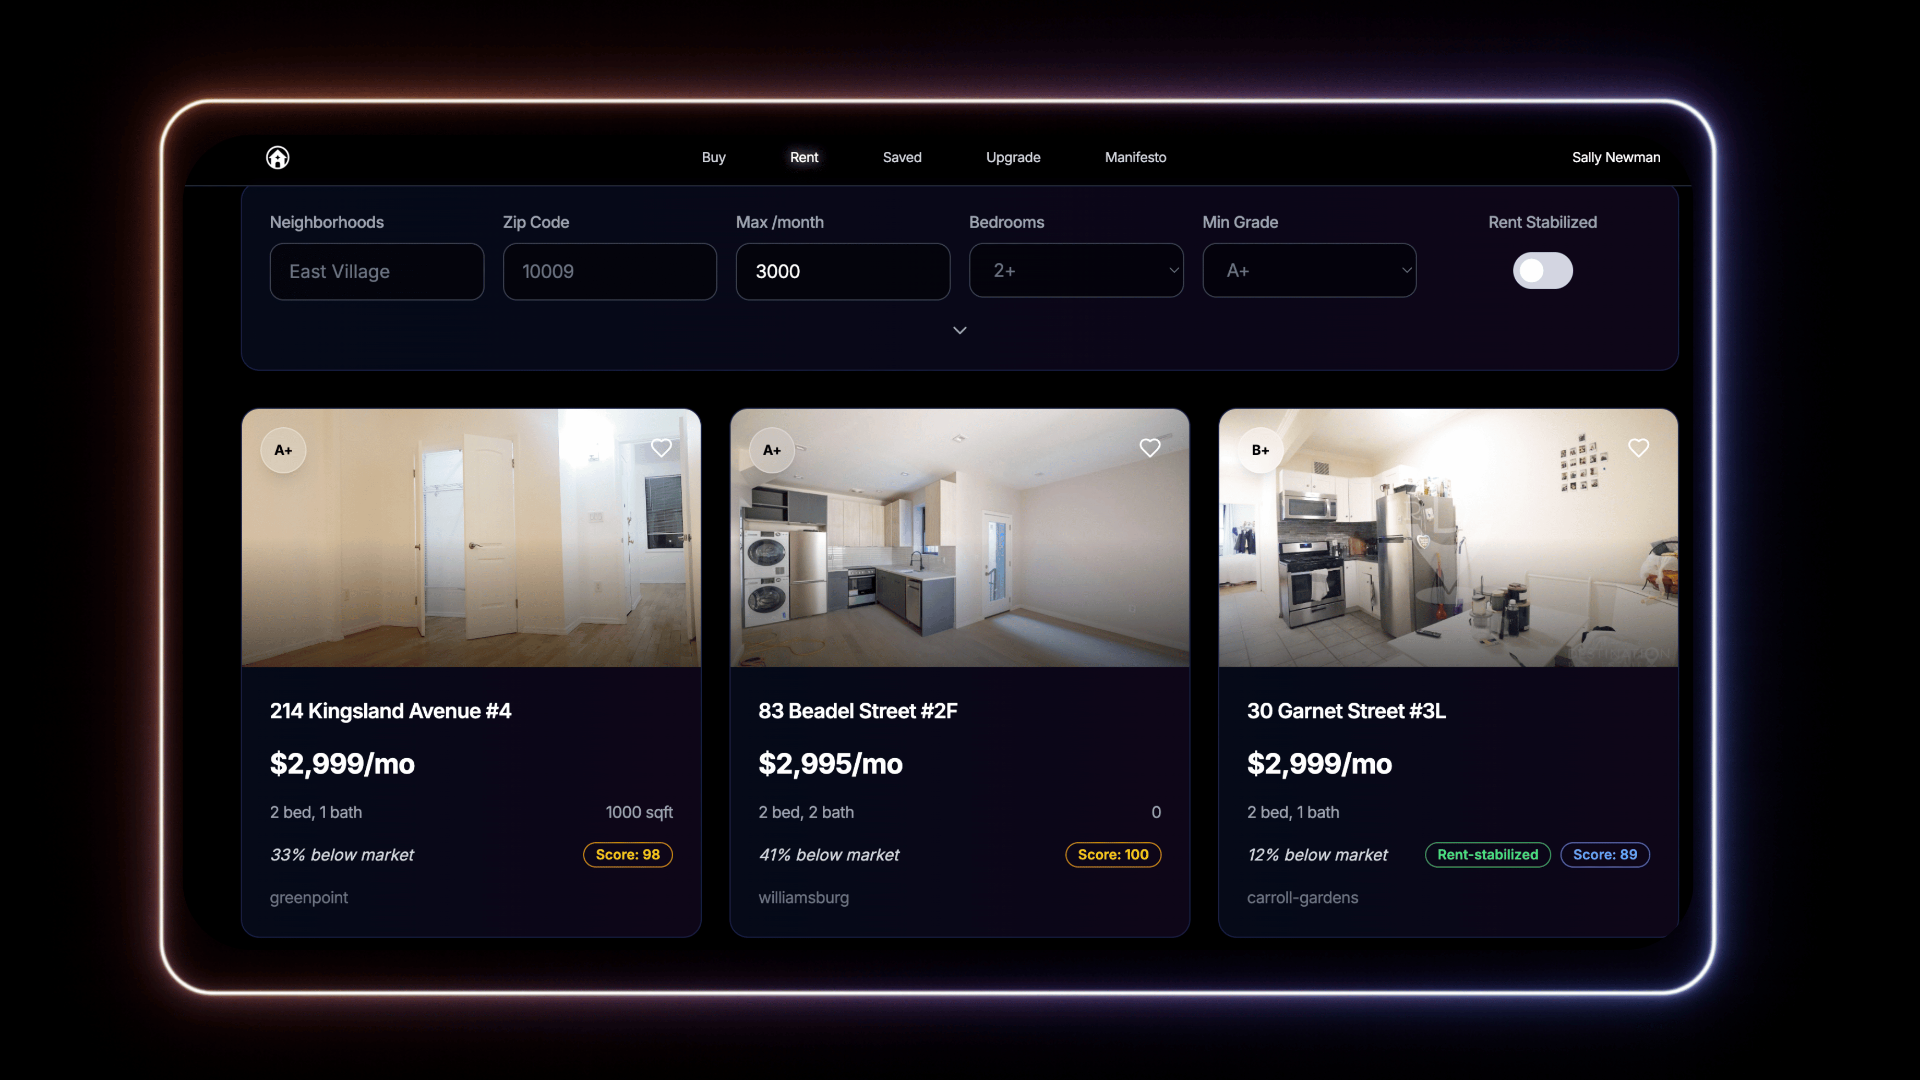 Buy Rent Saved Upgrade Manifesto Sally Newman
Neighborhoods Zip Code Max /month Bedrooms Min Grade Rent Stabilized
East Village 10009 3000 2+ A+
A+
A+
B+
214 Kingsland Avenue #4
$2,999/mo
2 bed, 1 bath 1000 sqft
33% below market Score: 98
greenpoint
83 Beadel Street #2F
$2,995/mo
2 bed, 2 bath 0
41% below market Score: 100
williamsburg
30 Garnet Street #3L
$2,999/mo
2 bed, 1 bath
12% below market Rent-stabilized Score: 89
carroll-gardens